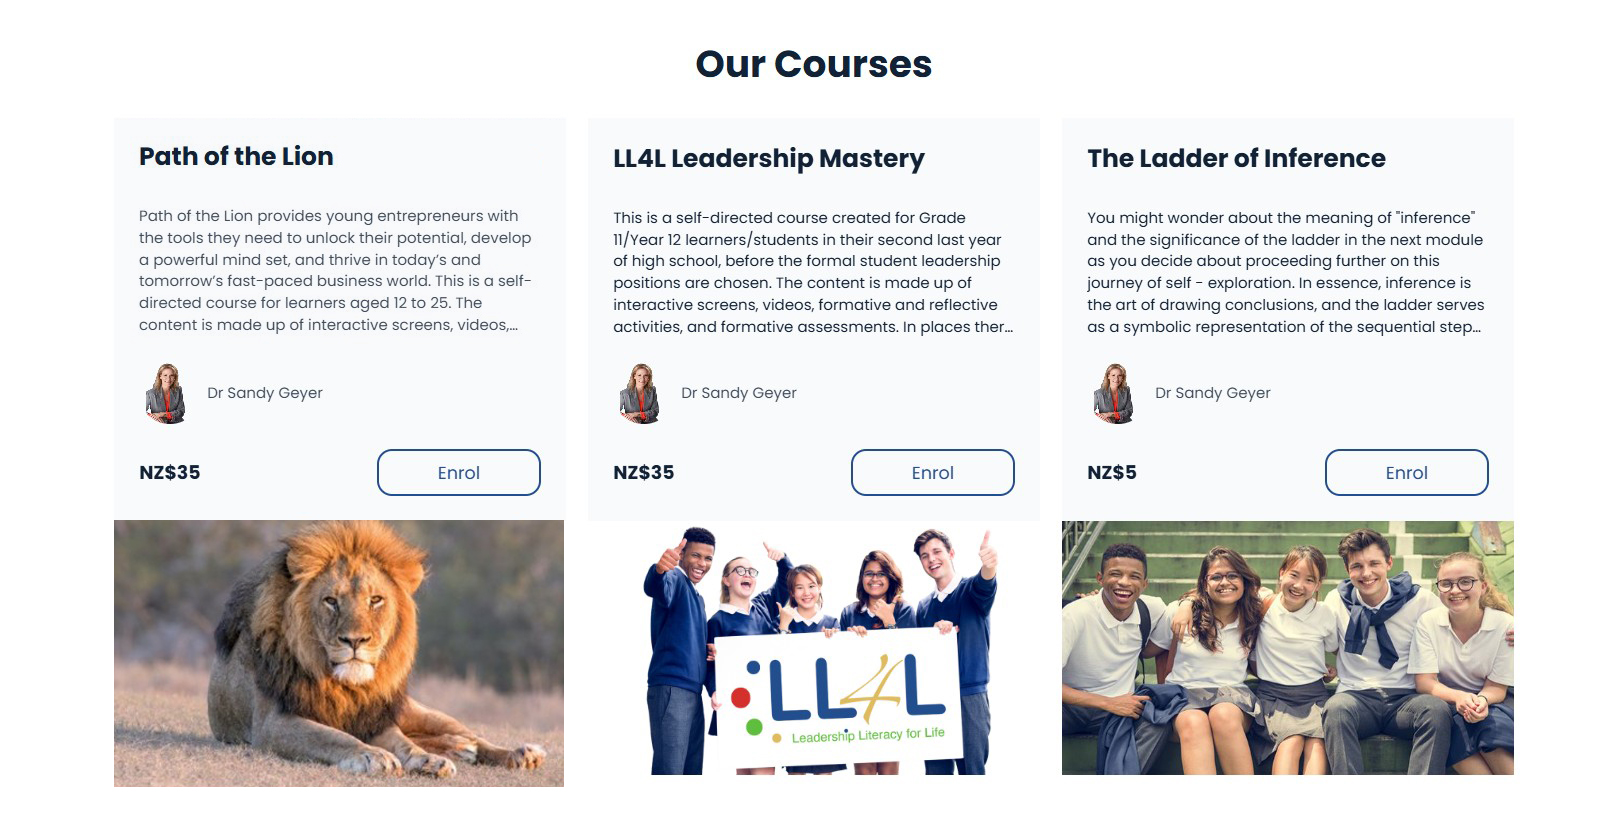 Our Courses
Path of the Lion
Path of the Lion provides young entrepreneurs with
the tools they need to unlock their potential, develop
a powerful mind set, and thrive in today’s and
tomorrow’s fast-paced business world. This is a self-
directed course for learners aged 12 to 25. The
content is made up of interactive screens, videos,...
Dr Sandy Geyer
NZ$35
Enrol
LL4L Leadership Mastery
This is a self-directed course created for Grade
11/Year 12 learners/students in their second last year
of high school, before the formal student leadership
positions are chosen. The content is made up of
interactive screens, videos, formative and reflective
activities, and formative assessments. In places ther...
Dr Sandy Geyer
NZ$35
Enrol
LL4L
Leadership Literacy for Life
The Ladder of Inference
You might wonder about the meaning of "inference"
and the significance of the ladder in the next module
as you decide about proceeding further on this
journey of self - exploration. In essence, inference is
the art of drawing conclusions, and the ladder serves
as a symbolic representation of the sequential step...
Dr Sandy Geyer
NZ$5
Enrol